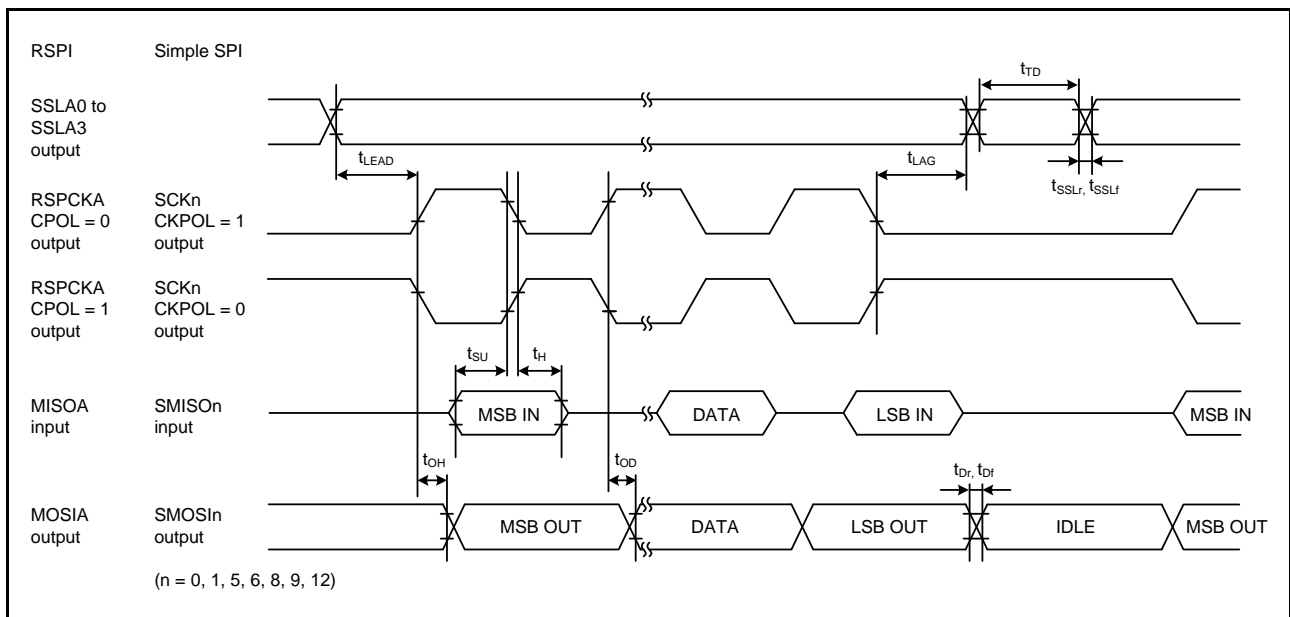 RSPI Simple SPI
tTD
SSLA0 to
SSLA3
output
tLEAD
tLAG
tSSLr, tSSLf
RSPCKA SCKn
CPOL = 0 CKPOL = 1
output output
RSPCKA SCKn
CPOL = 1 CKPOL = 0
output output
tSU tH
MISOA SMISOn
input input
MSB IN DATA LSB IN MSB IN
tOH tOD tDr, tDf
MOSIA SMOSIn
output output
MSB OUT DATA LSB OUT IDLE MSB OUT
(n = 0, 1, 5, 6, 8, 9, 12)